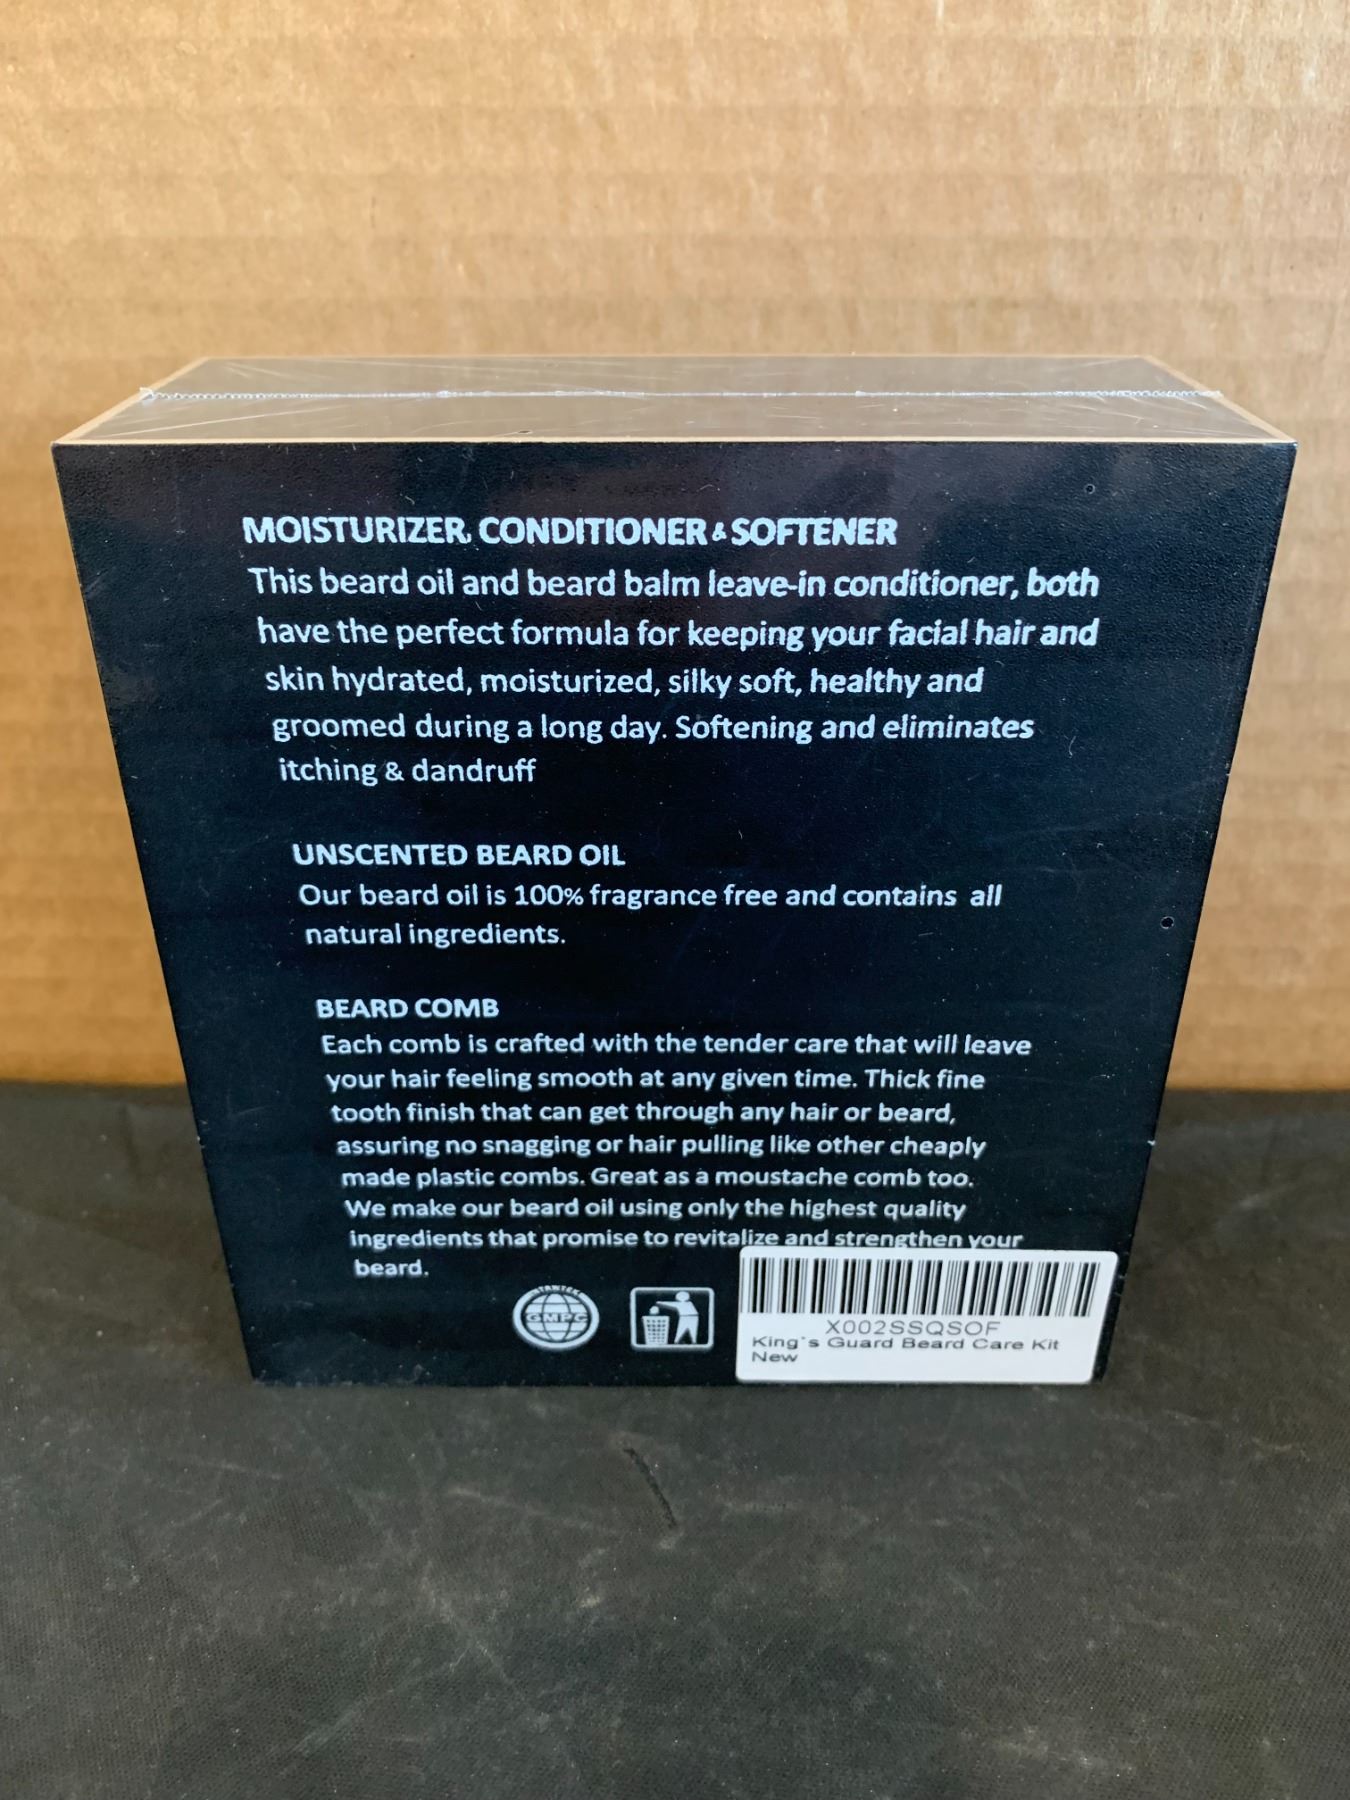 MOISTURIZER, CONDITIONER & SOFTENER
This beard oil and beard balm leave-in conditioner, both
have the perfect formula for keeping your facial hair and
skin hydrated, moisturized, silky soft, healthy and
groomed during a long day. Softening and eliminates
itching & dandruff
UNSCENTED BEARD OIL
Our beard oil is 100% fragrance free and contains all
natural ingredients.
BEARD COMB
Each comb is crafted with the tender care that will leave
your hair feeling smooth at any given time. Thick fine
tooth finish that can get through any hair or beard,
assuring no snagging or hair pulling like other cheaply
made plastic combs. Great as a moustache comb too.
We make our beard oil using only the highest quality
ingredients that promise to revitalize and strengthen your
beard.
GMPC
X002SSQSOF
King's Guard Beard Care Kit
New